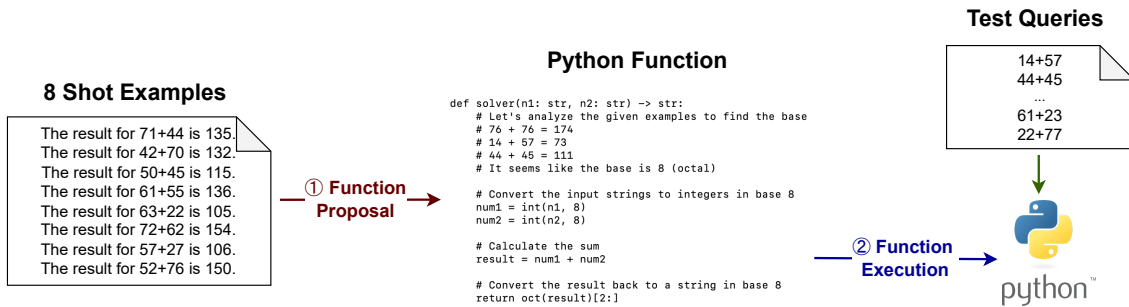 8 Shot Examples
The result for 71+44 is 135.
The result for 42+70 is 132.
The result for 50+45 is 115.
The result for 61+55 is 136.
The result for 63+22 is 105.
The result for 72+62 is 154.
The result for 57+27 is 106.
The result for 52+76 is 150.
① Function
Proposal
Python Function
def solver(n1: str, n2: str) -> str:
# Let's analyze the given examples to find the base
# 76 + 76 = 174
# 14 + 57 = 73
# 44 + 45 = 111
# It seems like the base is 8 (octal)
# Convert the input strings to integers in base 8
num1 = int(n1, 8)
num2 = int(n2, 8)
# Calculate the sum
result = num1 + num2
# Convert the result back to a string in base 8
return oct(result)[2:]
② Function
Execution
Test Queries
14+57
44+45
...
61+23
22+77
python™